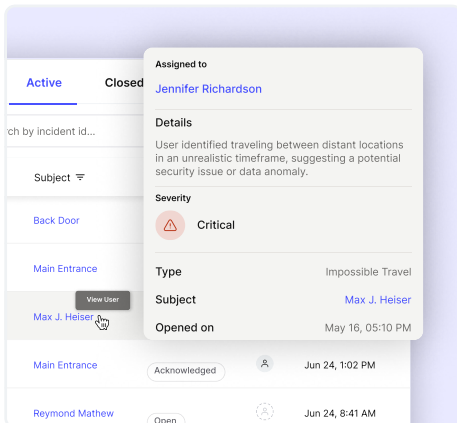 Active
Closed
rch by incident id...
Subject
Back Door
Main Entrance
View User
Max J. Heiser
Main Entrance
Acknowledged
Jun 24, 1:02 PM
Reymond Mathew
Open
Jun 24, 8:41 AM
Assigned to
Jennifer Richardson
Details
User identified traveling between distant locations
in an unrealistic timeframe, suggesting a potential
security issue or data anomaly.
Severity
Critical
Type
Impossible Travel
Subject
Max J. Heiser
Opened on
May 16, 05:10 PM